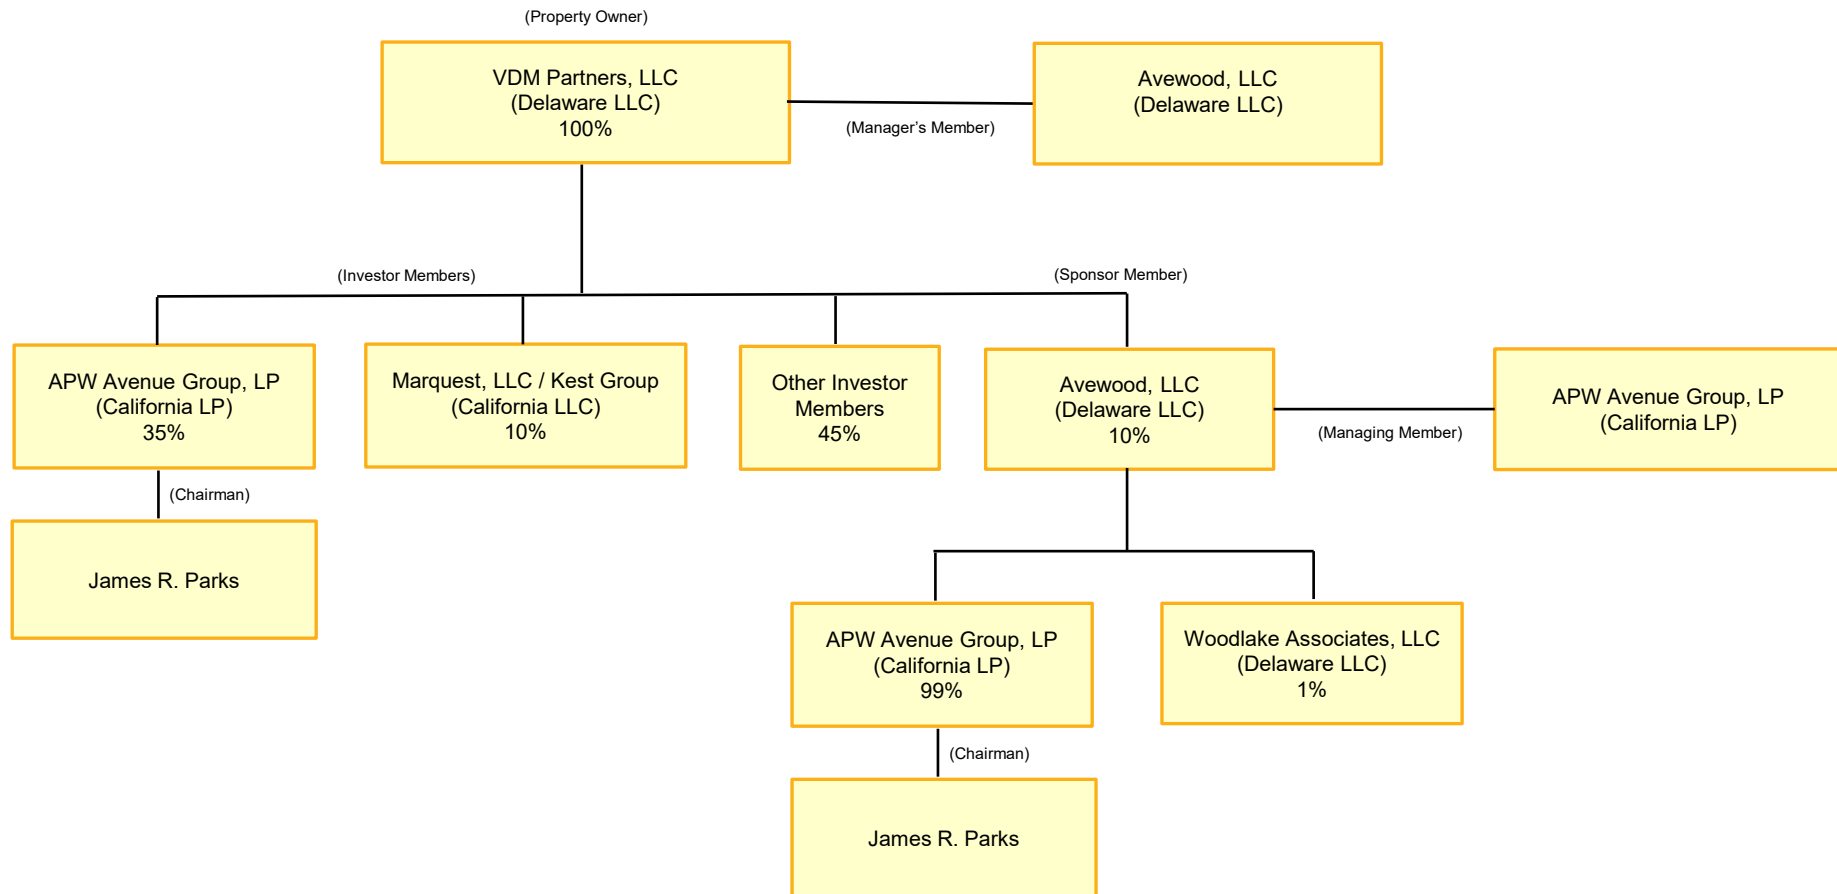 (Property Owner)
VDM Partners, LLC
(Delaware LLC)
100%
(Manager’s Member)
Avewood, LLC
(Delaware LLC)
(Investor Members)
(Sponsor Member)
APW Avenue Group, LP
(California LP)
35%
Marquest, LLC / Kest Group
(California LLC)
10%
Other Investor
Members
45%
Avewood, LLC
(Delaware LLC)
10%
(Managing Member)
APW Avenue Group, LP
(California LP)
(Chairman)
James R. Parks
APW Avenue Group, LP
(California LP)
99%
Woodlake Associates, LLC
(Delaware LLC)
1%
(Chairman)
James R. Parks